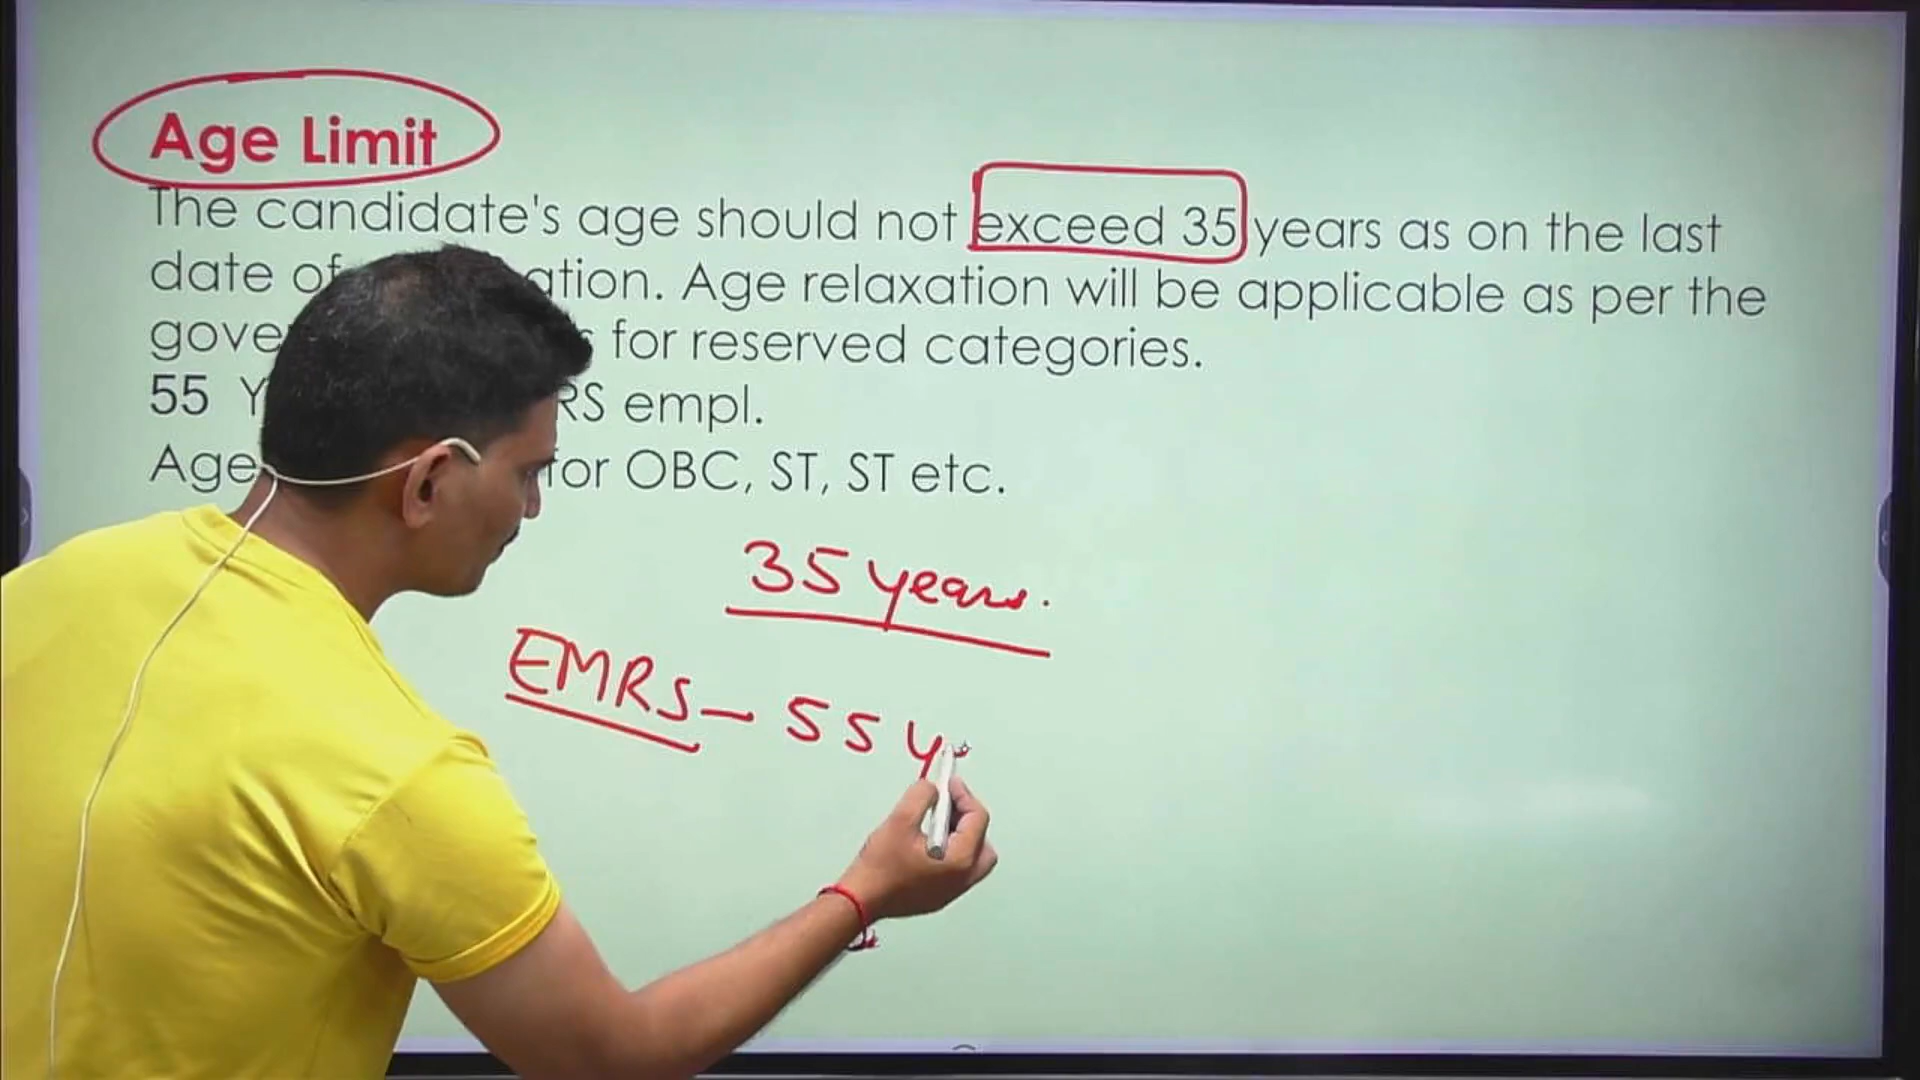 Age Limit
The candidate's age should not exceed 35 years as on the last
date of ation. Age relaxation will be applicable as per the
gove for reserved categories.
55 Y RS empl.
Age for OBC, ST, ST etc.
35 years.
EMRS - 55 y